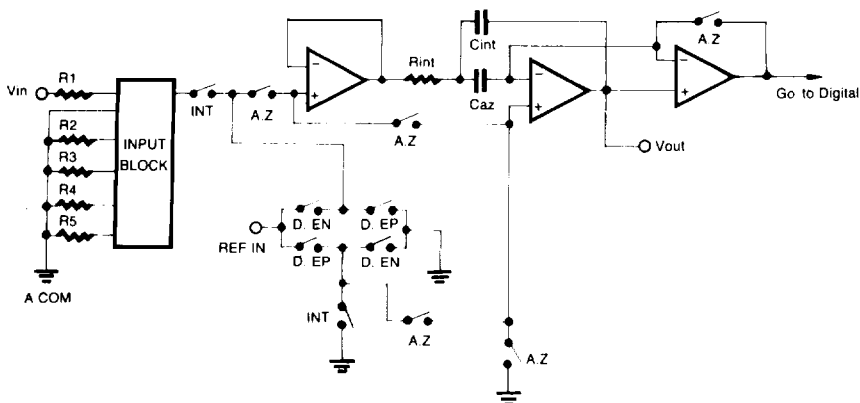 A.Z
Cint
Rint
Vin
R1
INT
A.Z
Caz
Go to Digital
R2
INPUT
BLOCK
A.Z
Vout
R3
R4
R5
D. EN
D. EP
REF IN
D. EP
D. EN
A COM
INT
A.Z
A.Z
−
+
−
+
−
+